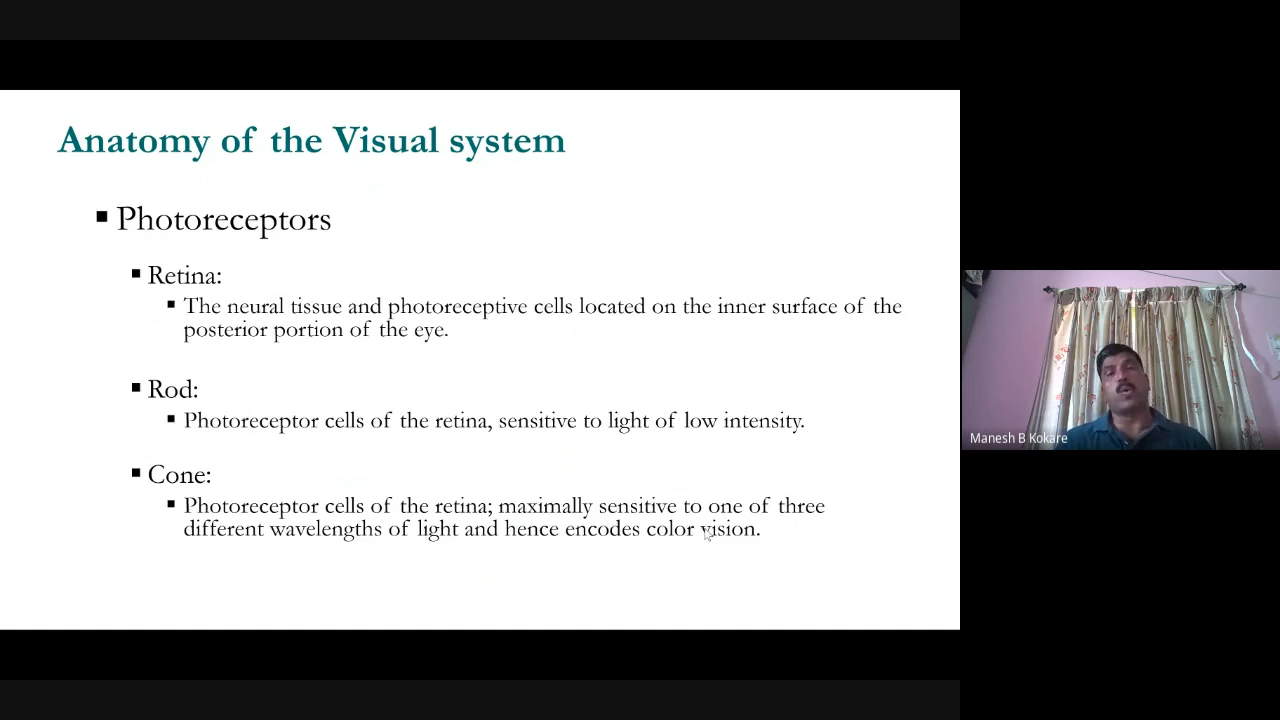 Anatomy of the Visual system
▪ Photoreceptors
▪ Retina:
▪ The neural tissue and photoreceptive cells located on the inner surface of the
posterior portion of the eye.
▪ Rod:
▪ Photoreceptor cells of the retina, sensitive to light of low intensity.
▪ Cone:
▪ Photoreceptor cells of the retina; maximally sensitive to one of three
different wavelengths of light and hence encodes color vision.
Manesh B Kokare